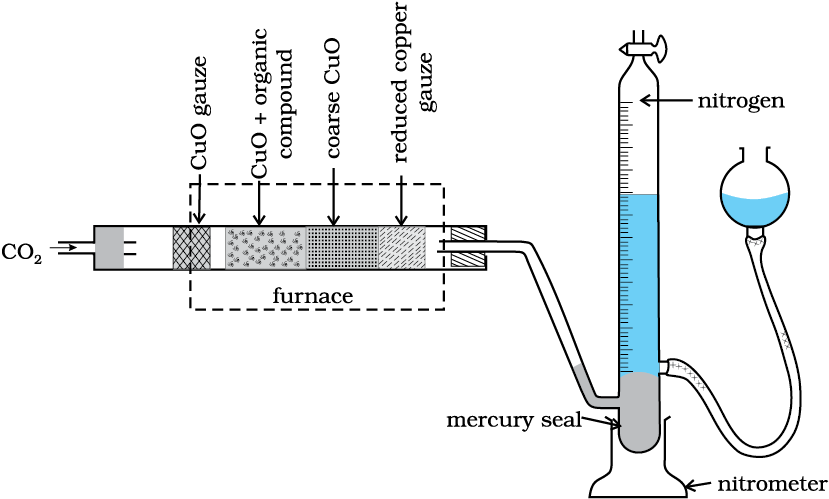 CuO gauze
CuO + organic
compound
coarse CuO
reduced copper
gauze
nitrogen
CO2
furnace
mercury seal
nitrometer